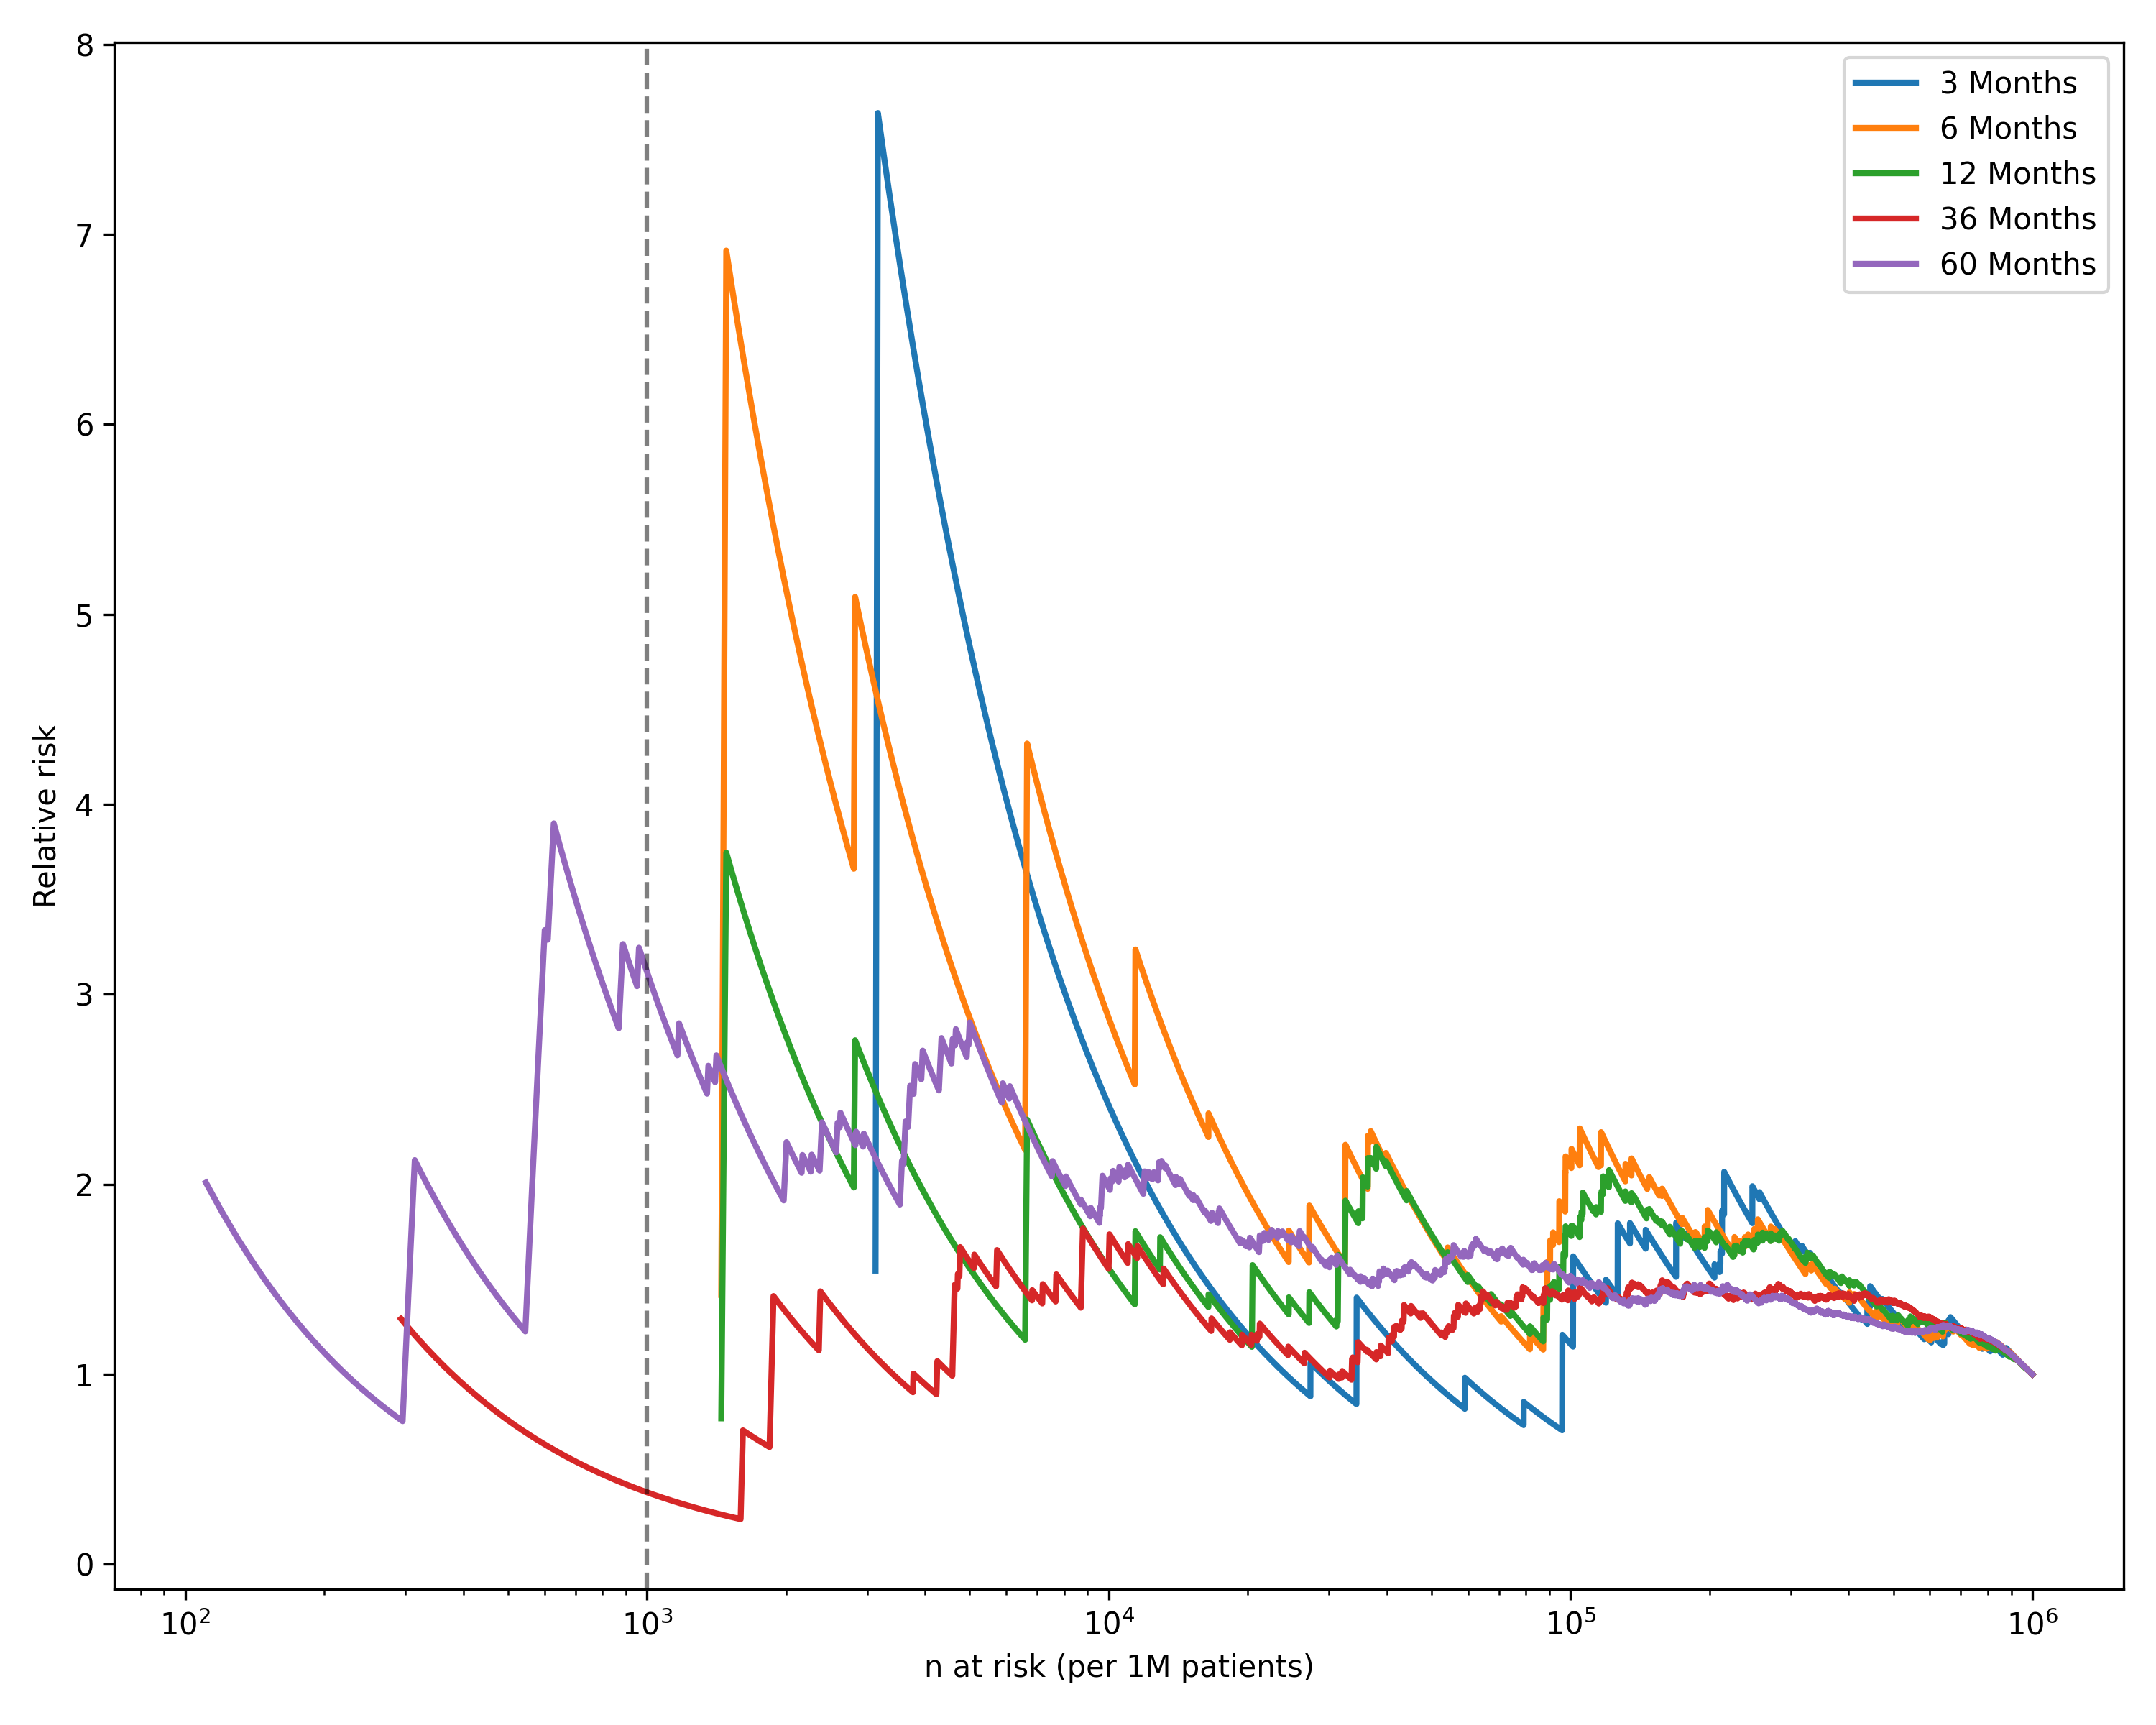 8
7
6
5
4
3
2
1
0
Relative risk
10²
10³
10⁴
10⁵
10⁶
n at risk (per 1M patients)
3 Months
6 Months
12 Months
36 Months
60 Months